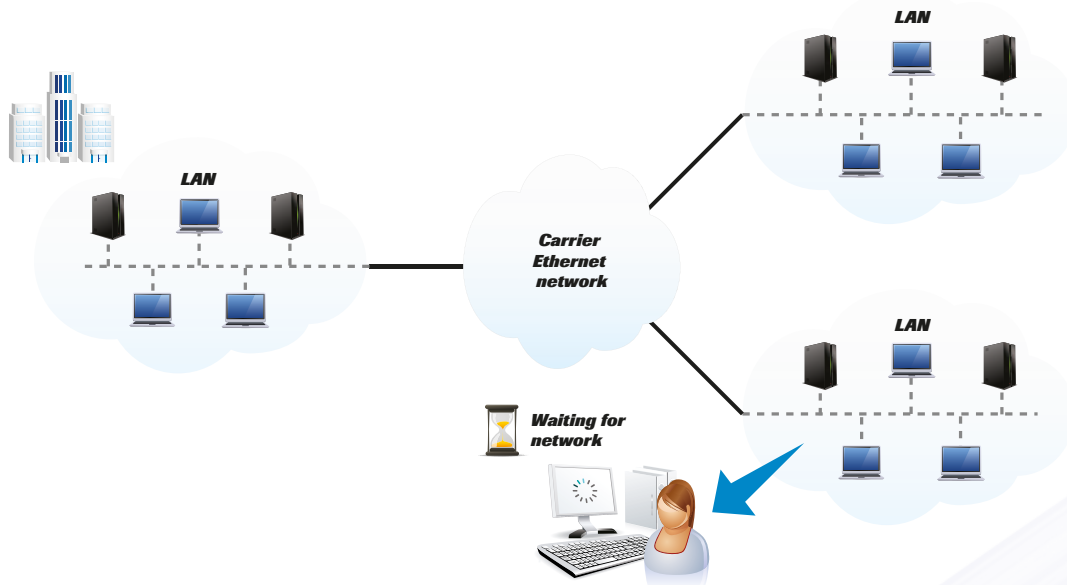 LAN
LAN
Carrier
Ethernet
network
LAN
Waiting for
network